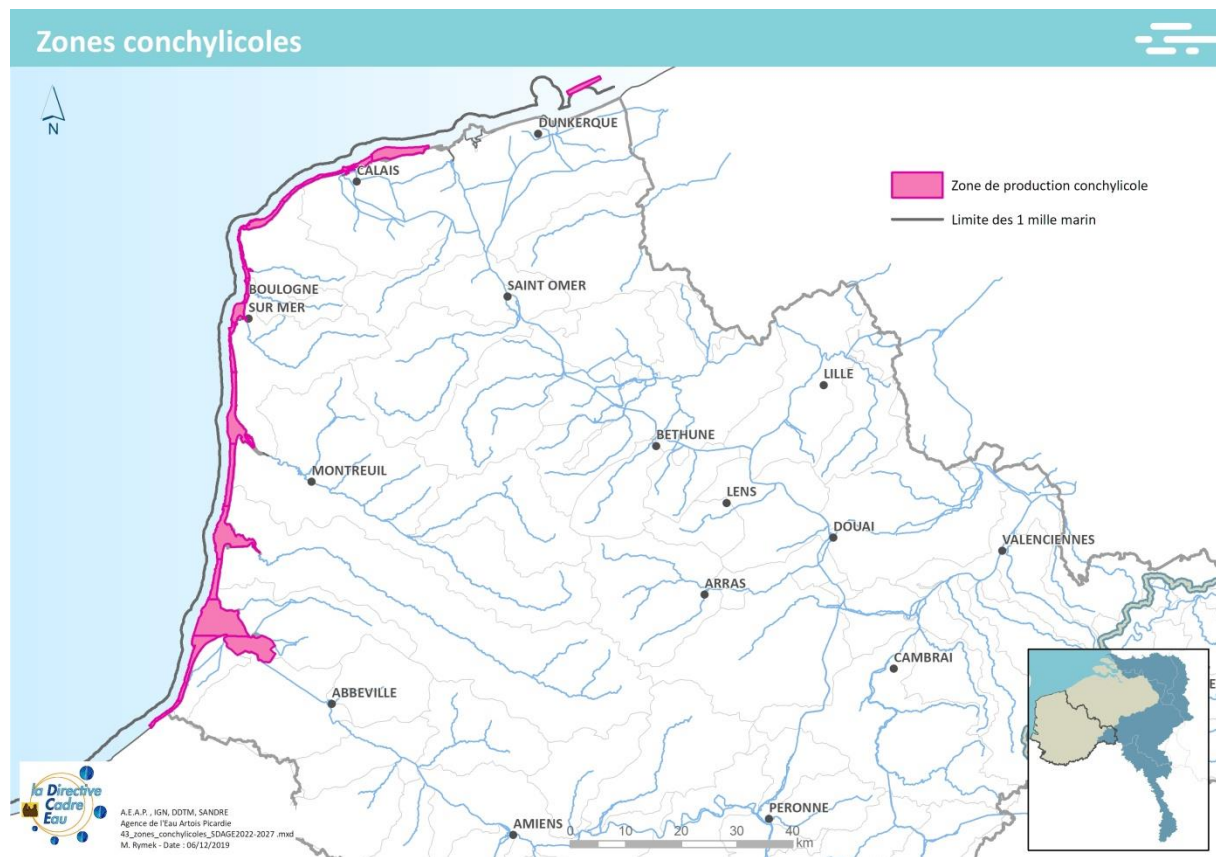 Zones conchylicoles
N
DUNKERQUE
CALAIS
Zone de production conchylicole
Limite des 1 mille marin
BOULOGNE
SUR MER
SAINT OMER
LILLE
BETHUNE
MONTREUIL
LENS
DOUAI
VALENCIENNES
ARRAS
CAMBRAI
ABBEVILLE
la Directive
Cadre
Eau
A.E.A.P. , IGN, DDTM, SANDRE
Agence de l'Eau Artois Picardie
43_zones_conchylicoles_SDAGE2022-2027 .mxd
M. Rymek - Date : 06/12/2019
AMIENS
PERONNE
0 10 20 30 40
km